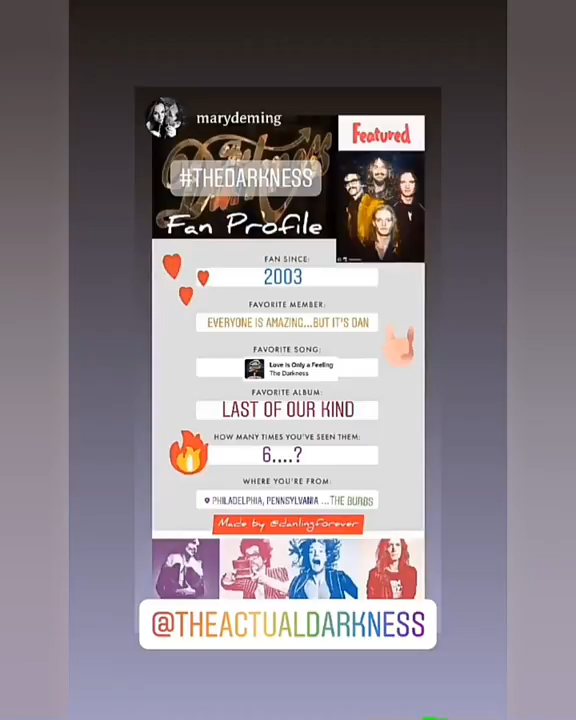 marydeming
Featured
The Darkness
#THEDARKNESS
Fan Profile
FAN SINCE:
2003
FAVORITE MEMBER:
EVERYONE IS AMAZING...BUT IT'S DAN
FAVORITE SONG:
Love Is Only a Feeling
The Darkness
FAVORITE ALBUM:
LAST OF OUR KIND
HOW MANY TIMES YOU'VE SEEN THEM:
6....?
WHERE YOU'RE FROM:
PHILADELPHIA, PENNSYLVANIA ...THE BURBS
Made by @danlingforever
@THEACTUALDARKNESS